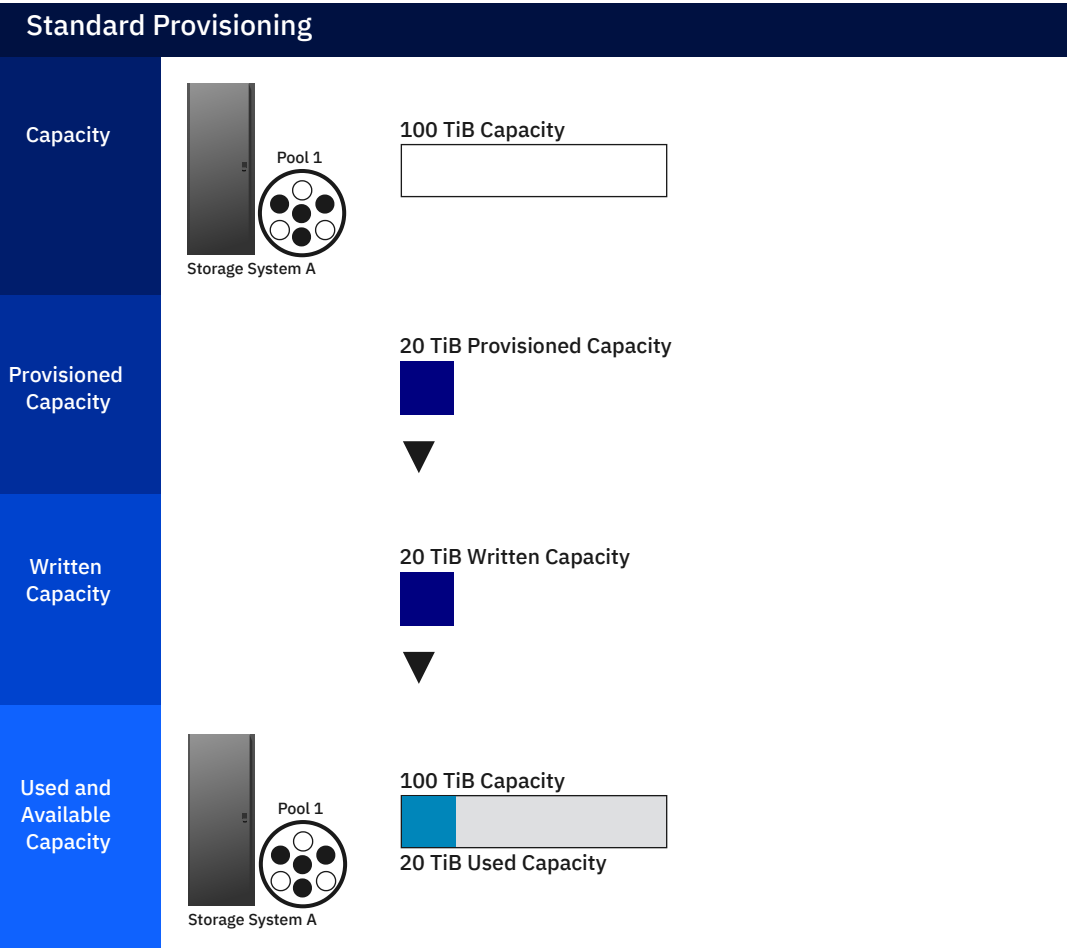 Standard Provisioning
Capacity
Pool 1
Storage System A
100 TiB Capacity
Provisioned
Capacity
20 TiB Provisioned Capacity
Written
Capacity
20 TiB Written Capacity
Used and
Available
Capacity
Pool 1
Storage System A
100 TiB Capacity
20 TiB Used Capacity